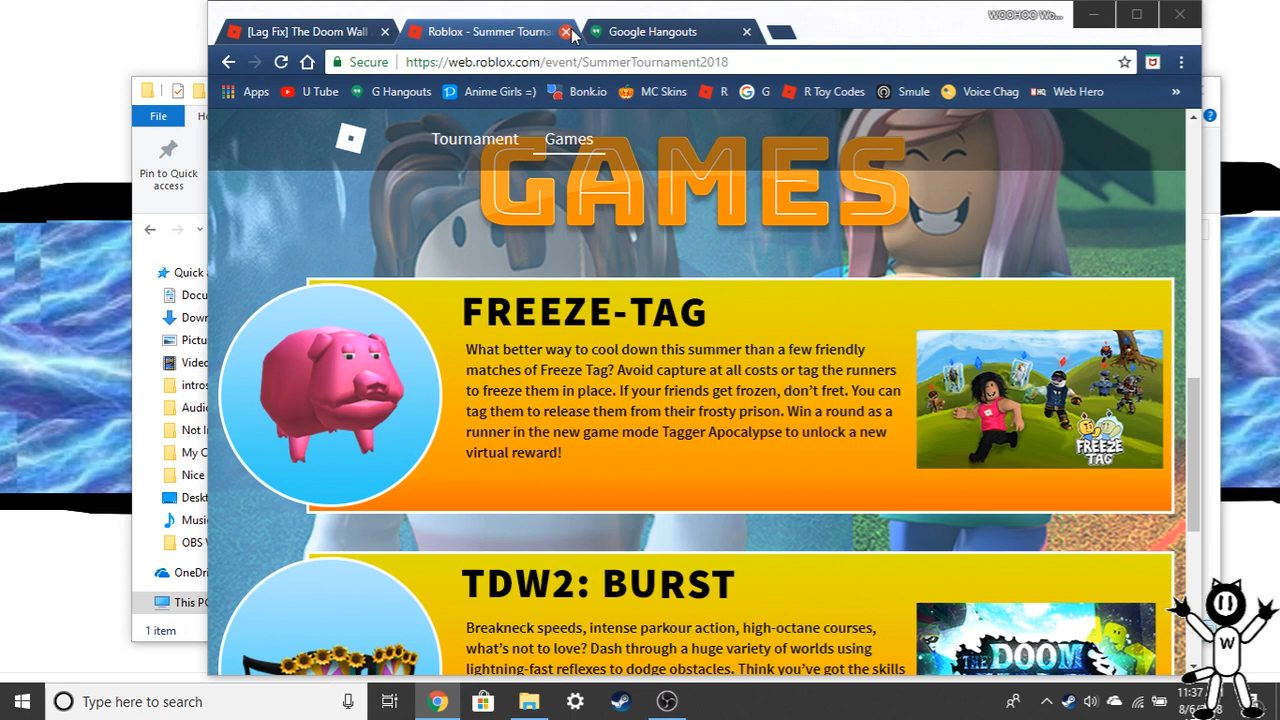 WOOHOO Wo...
[Lag Fix] The Doom Wall
Roblox - Summer Tourna
Google Hangouts
Secure
https://web.roblox.com/event/SummerTournament2018
Apps
U Tube
G Hangouts
Anime Girls =)
Bonk.io
MC Skins
R
G
R Toy Codes
Smule
Voice Chag
HQ
Web Hero
»
File
Pin to Quick
access
Quick a
Docu
Down
Pictu
Video
intros
Audio
Not In
My C
Nice
Deskt
Music
OBS V
OneDri
This PC
1 item
Tournament
Games
GAMES
FREEZE-TAG
What better way to cool down this summer than a few friendly
matches of Freeze Tag? Avoid capture at all costs or tag the runners
to freeze them in place. If your friends get frozen, don't fret. You can
tag them to release them from their frosty prison. Win a round as a
runner in the new game mode Tagger Apocalypse to unlock a new
virtual reward!
FREEZE
TAG
TDW2: BURST
Breakneck speeds, intense parkour action, high-octane courses,
what's not to love? Dash through a huge variety of worlds using
lightning-fast reflexes to dodge obstacles. Think you've got the skills
THE DOOM
W
Type here to search
11:37